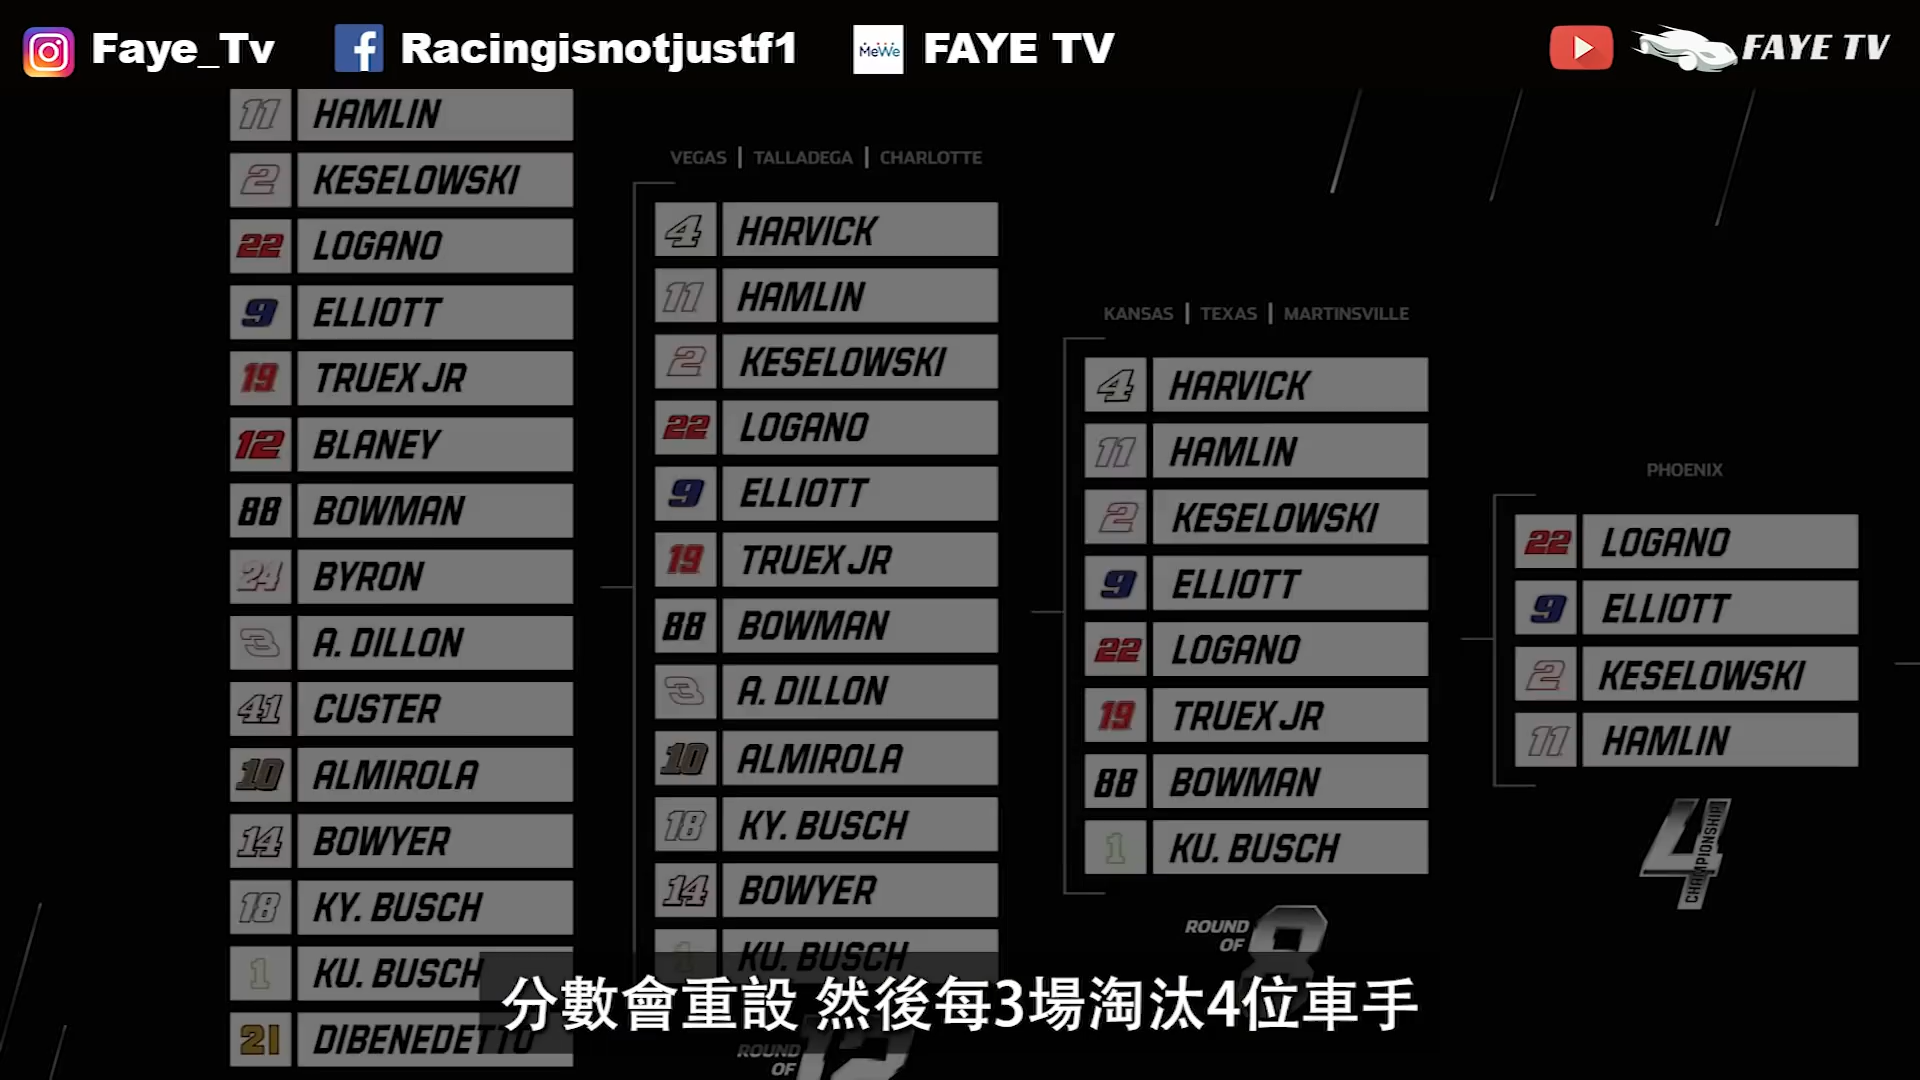 Faye_Tv
Racingisnotjustf1
MeWe
FAYE TV
FAYE TV
11 HAMLIN
2 KESELOWSKI
22 LOGANO
9 ELLIOTT
19 TRUEX JR
12 BLANEY
88 BOWMAN
24 BYRON
3 A. DILLON
41 CUSTER
10 ALMIROLA
14 BOWYER
18 KY. BUSCH
1 KU. BUSCH
21 DIBENEDETTO
VEGAS | TALLADEGA | CHARLOTTE
4 HARVICK
11 HAMLIN
2 KESELOWSKI
22 LOGANO
9 ELLIOTT
19 TRUEX JR
88 BOWMAN
3 A. DILLON
10 ALMIROLA
18 KY. BUSCH
14 BOWYER
1 KU. BUSCH
ROUND
OF 12
KANSAS | TEXAS | MARTINSVILLE
4 HARVICK
11 HAMLIN
2 KESELOWSKI
9 ELLIOTT
22 LOGANO
19 TRUEX JR
88 BOWMAN
1 KU. BUSCH
ROUND
OF 8
PHOENIX
22 LOGANO
9 ELLIOTT
2 KESELOWSKI
11 HAMLIN
CHAMPIONSHIP 4
分數會重設 然後每3場淘汰4位車手